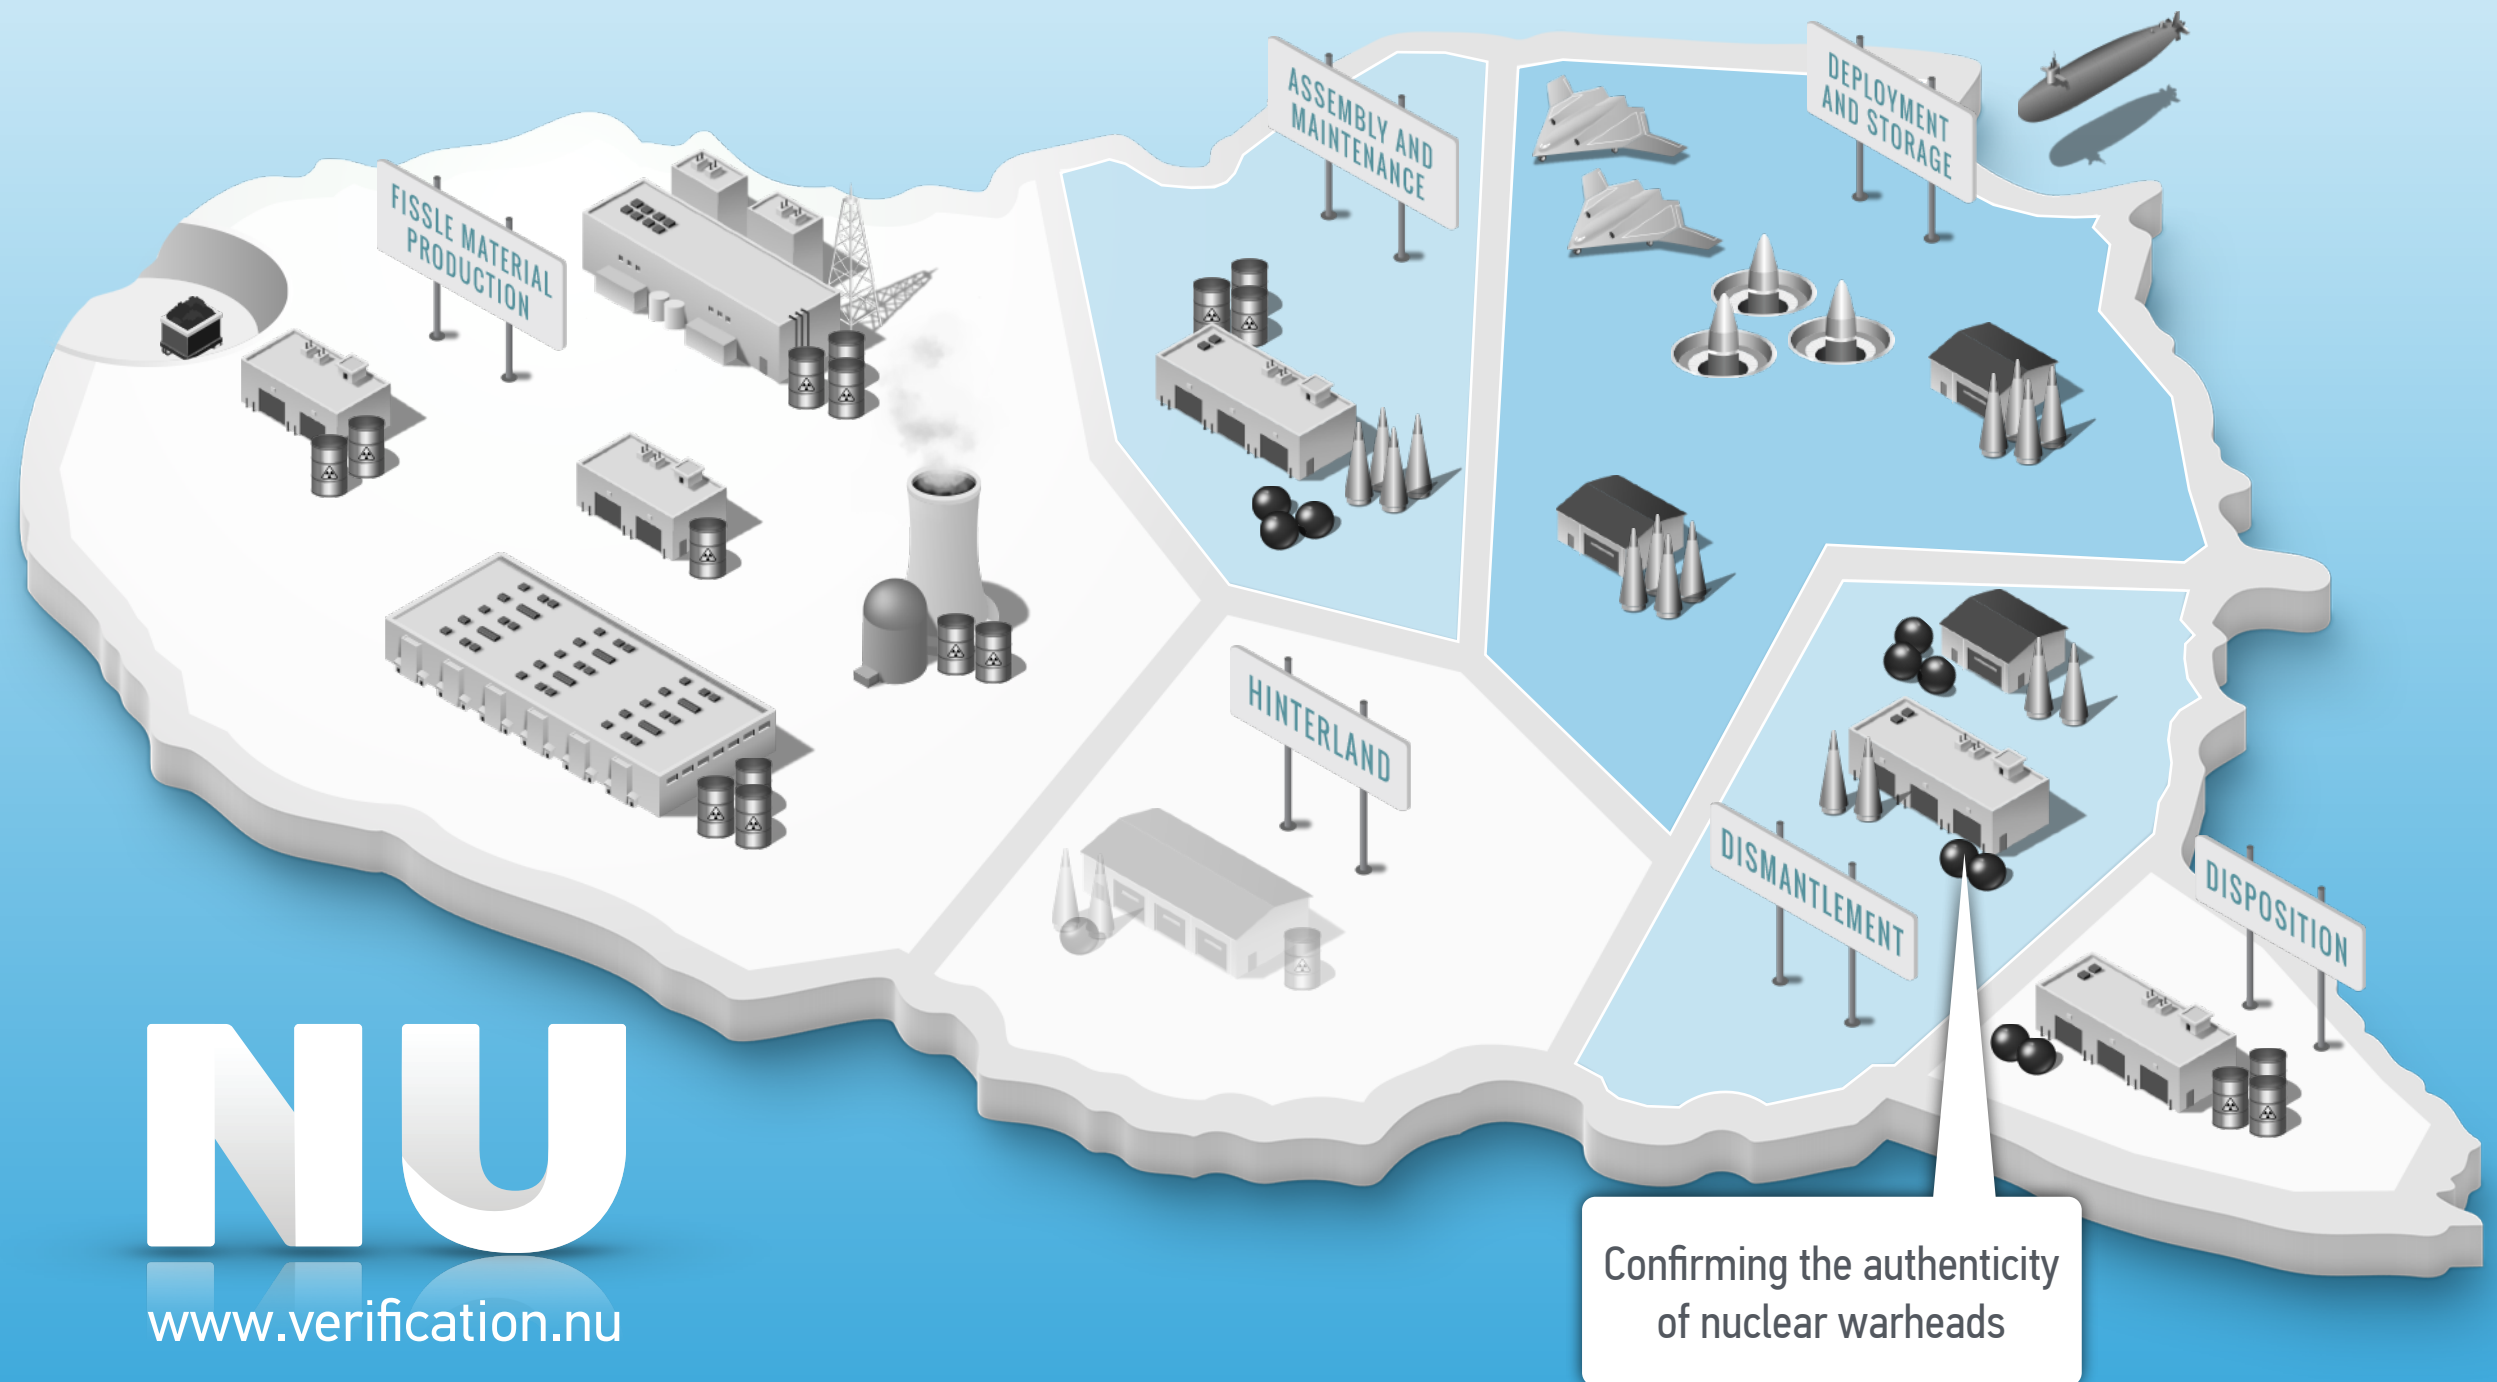 FISSLE MATERIAL
PRODUCTION
ASSEMBLY AND
MAINTENANCE
DEPLOYMENT
AND STORAGE
HINTERLAND
DISMANTLEMENT
DISPOSITION
NU
www.verification.nu
Confirming the authenticity
of nuclear warheads